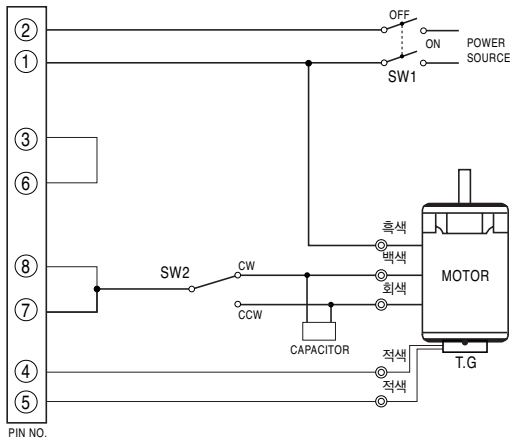 OFF
②
ON
POWER
SOURCE
①
SW1
③
⑥
흑색
백색
⑧
SW2
CW
회색
MOTOR
⑦
CCW
CAPACITOR
적색
T.G
④
적색
⑤
PIN NO.